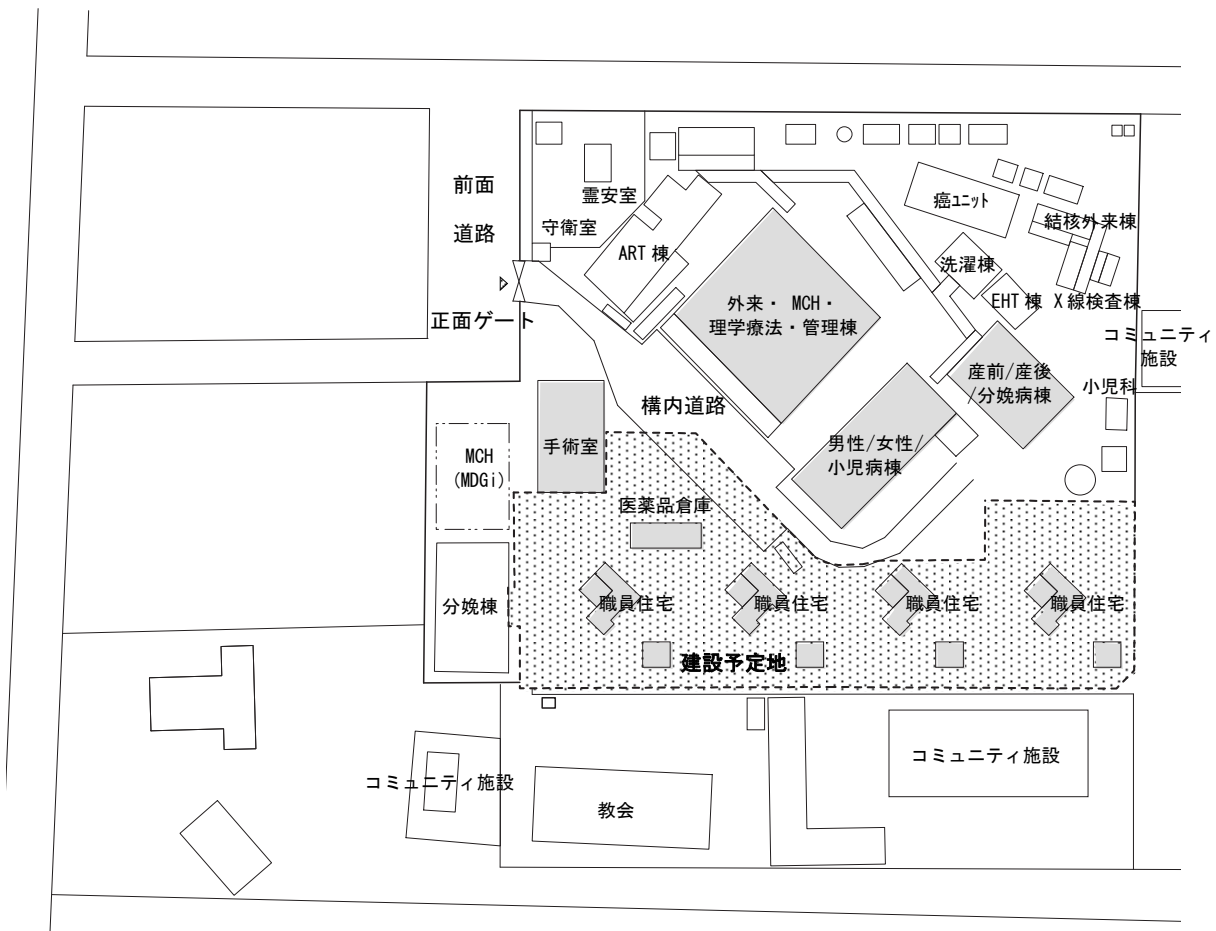 前面
道路
霊安室
守衛室
ART 棟
癌ユニット
結核外来棟
洗濯棟
EHT 棟
X 線検査棟
外来・ MCH・
理学療法・管理棟
正面ゲート
コミュニティ
施設
産前/産後
/分娩病棟
小児科
構内道路
手術室
男性/女性/
小児病棟
MCH
(MDGi)
医薬品倉庫
分娩棟
職員住宅
職員住宅
職員住宅
職員住宅
建設予定地
コミュニティ施設
コミュニティ施設
教会